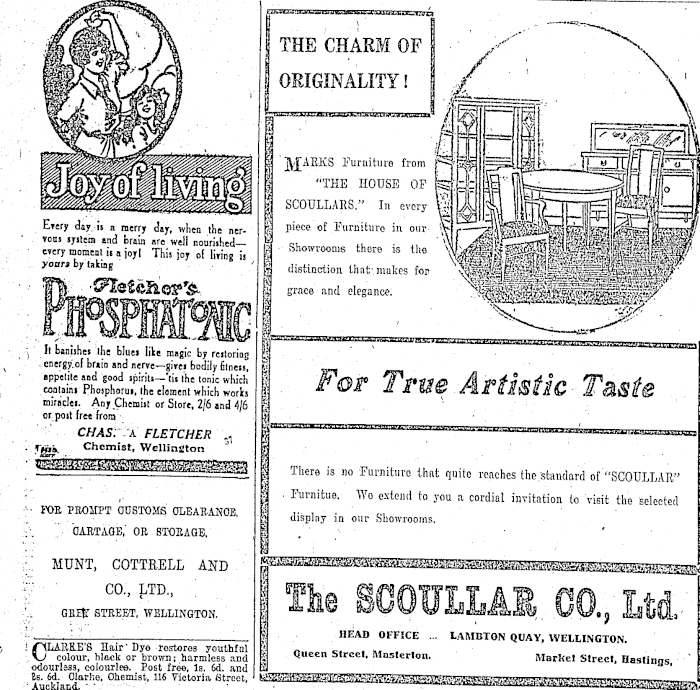 Joy of living
Every day is a merry day, when the ner-
vous system and brain are well nourished—
every moment is a joy! This joy of living is
yours by taking
Fletcher's
PHOSPHATONIC
It banishes the blues like magic by restoring
energy of brain and nerve—gives bodily fitness,
appetite and good spirits—'tis the tonic which
contains Phosphorus, the element which works
miracles. Any Chemist or Store, 2/6 and 4/6
or post free from
CHAS. A FLETCHER
Chemist, Wellington
37
FOR PROMPT CUSTOMS CLEARANCE,
CARTAGE, OR STORAGE,
MUNT, COTTRELL AND
CO., LTD.,
GREY STREET, WELLINGTON.
CLARKE'S Hair Dye restores youthful
colour, black or brown; harmless and
odourless, colourles. Post free, 1s. 6d. and
2s. 6d. Clarke, Chemist, 116 Victoria Street,
Auckland.
THE CHARM OF
ORIGINALITY!
MARKS Furniture from
"THE HOUSE OF
SCOULLARS." In every
piece of Furniture in our
Showrooms there is the
distinction that makes for
grace and elegance.
For True Artistic Taste
There is no Furniture that quite reaches the standard of "SCOULLAR"
Furnitue. We extend to you a cordial invitation to visit the selected
display in our Showrooms.
The SCOULLAR CO., Ltd.
HEAD OFFICE ... LAMBTON QUAY, WELLINGTON.
Queen Street, Masterton. Market Street, Hastings,